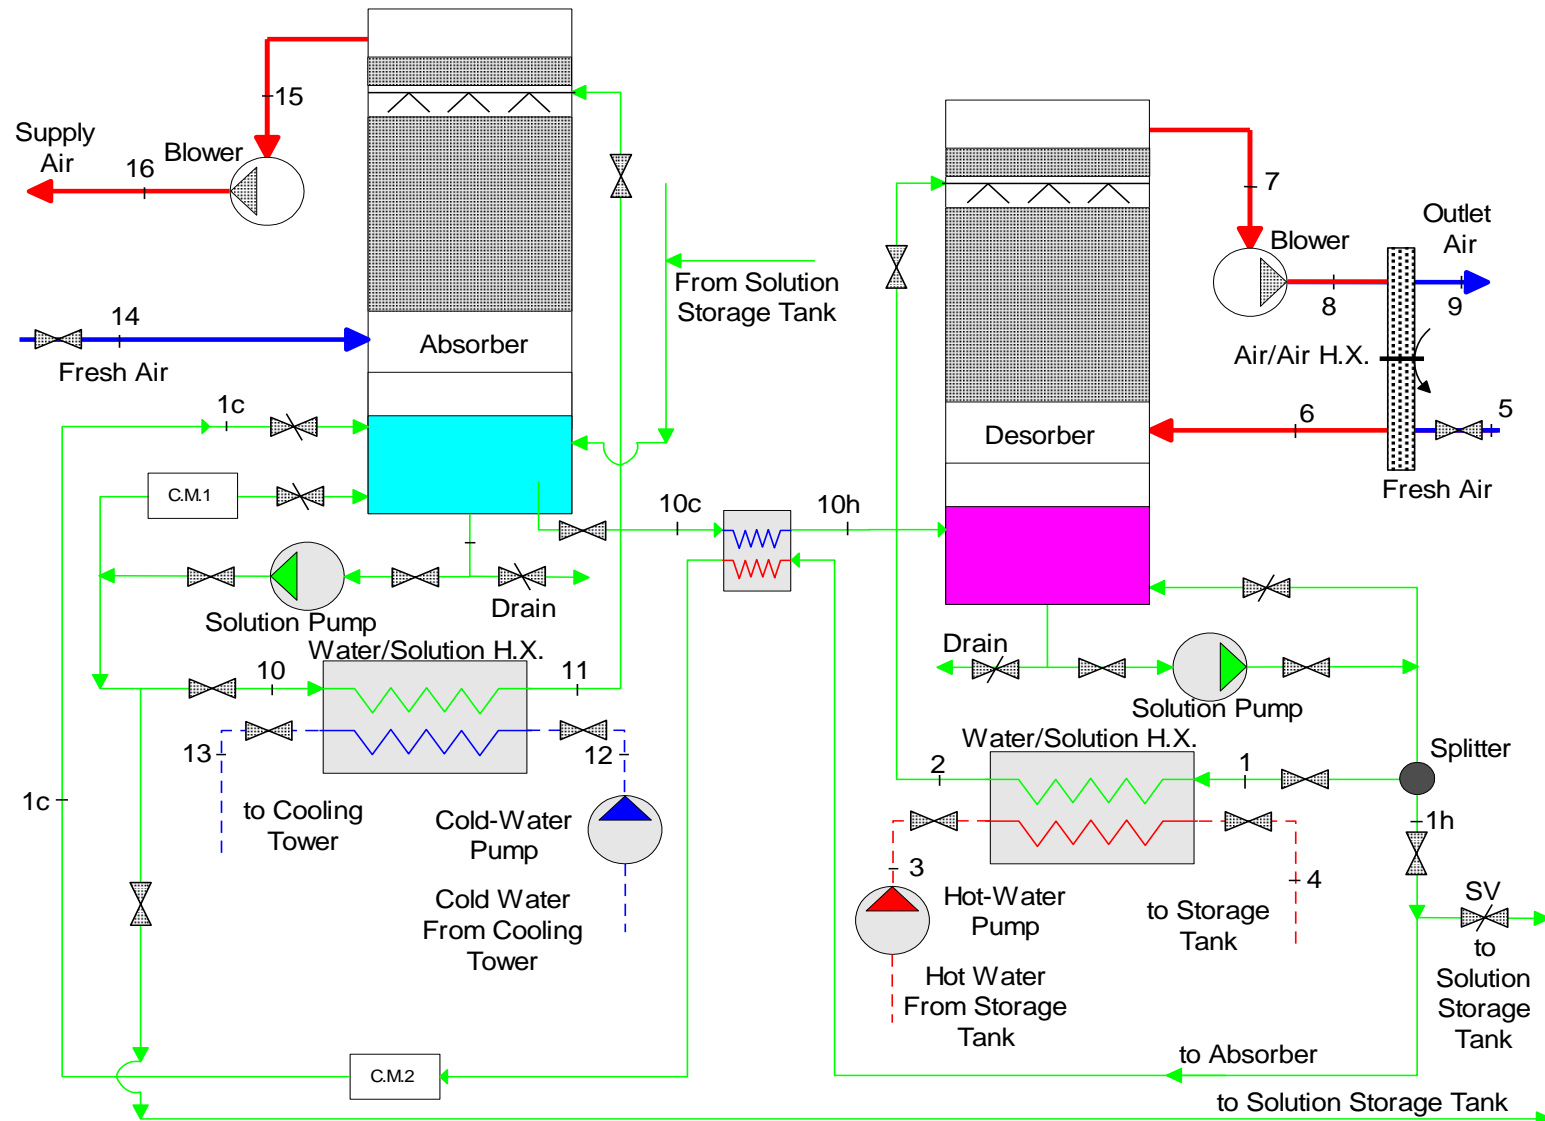 15
Supply
Air
16
Blower
7
Outlet
Air
Blower
From Solution
Storage Tank
8
9
14
Absorber
Fresh Air
Air/Air H.X.
1c
6
5
Desorber
Fresh Air
C.M.1
10c
10h
Drain
Solution Pump
Water/Solution H.X.
Drain
10
11
Solution Pump
Water/Solution H.X.
Splitter
13
12
2
1
1c
to Cooling
Tower
Cold-Water
Pump
1h
3
4
Cold Water
From Cooling
Tower
Hot-Water
Pump
to Storage
Tank
SV
to
Solution
Storage
Tank
Hot Water
From Storage
Tank
to Absorber
C.M.2
to Solution Storage Tank